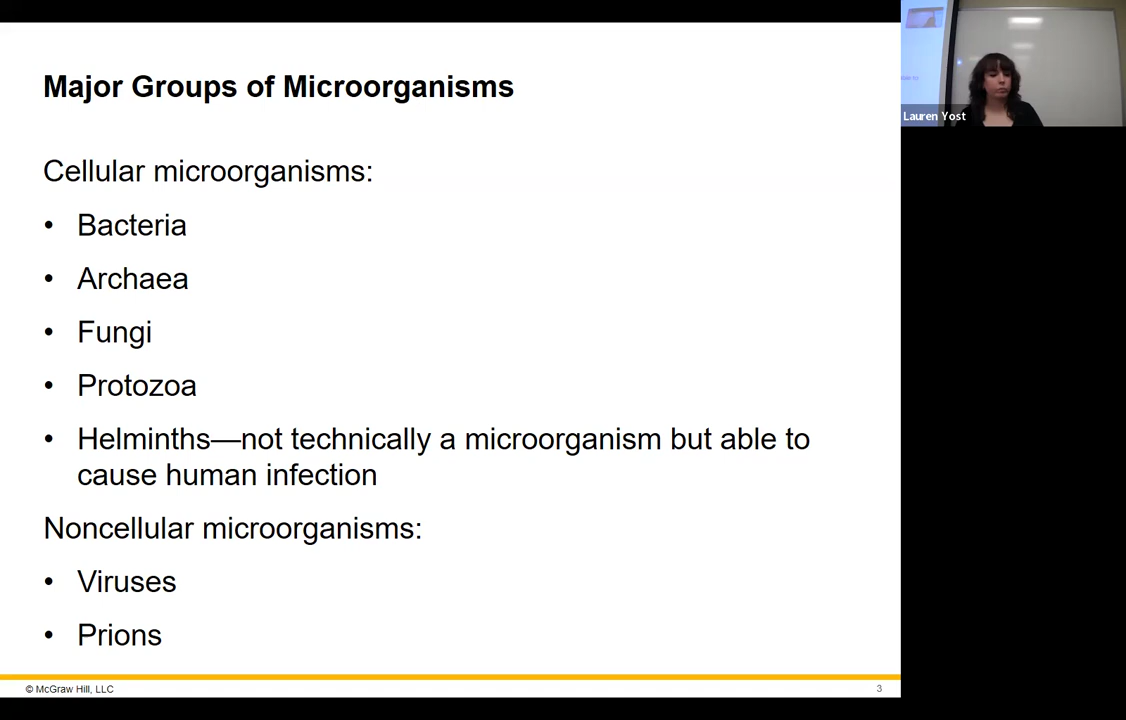 Major Groups of Microorganisms
Cellular microorganisms:
• Bacteria
• Archaea
• Fungi
• Protozoa
• Helminths—not technically a microorganism but able to
cause human infection
Noncellular microorganisms:
• Viruses
• Prions
© McGraw Hill, LLC
3
Lauren Yost